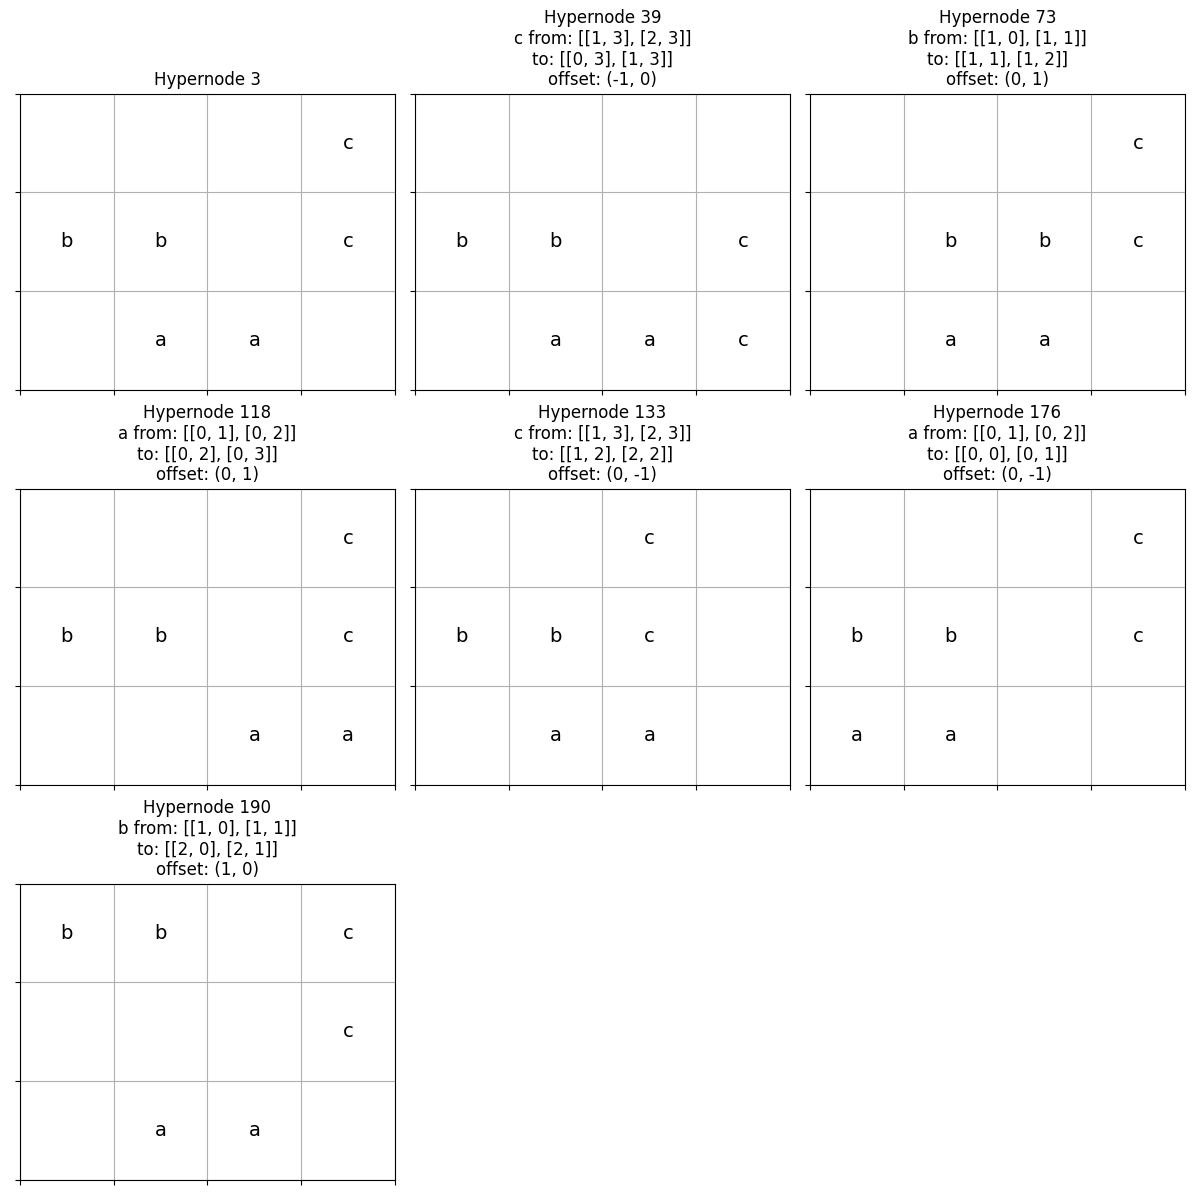 Hypernode 3
c
b b c
a a
Hypernode 39
c from: [[1, 3], [2, 3]]
to: [[0, 3], [1, 3]]
offset: (-1, 0)
b b c
a a c
Hypernode 73
b from: [[1, 0], [1, 1]]
to: [[1, 1], [1, 2]]
offset: (0, 1)
c
b b c
a a
Hypernode 118
a from: [[0, 1], [0, 2]]
to: [[0, 2], [0, 3]]
offset: (0, 1)
c
b b c
a a
Hypernode 133
c from: [[1, 3], [2, 3]]
to: [[1, 2], [2, 2]]
offset: (0, -1)
c
b b c
a a
Hypernode 176
a from: [[0, 1], [0, 2]]
to: [[0, 0], [0, 1]]
offset: (0, -1)
c
b b c
a a
Hypernode 190
b from: [[1, 0], [1, 1]]
to: [[2, 0], [2, 1]]
offset: (1, 0)
b b c
c
a a